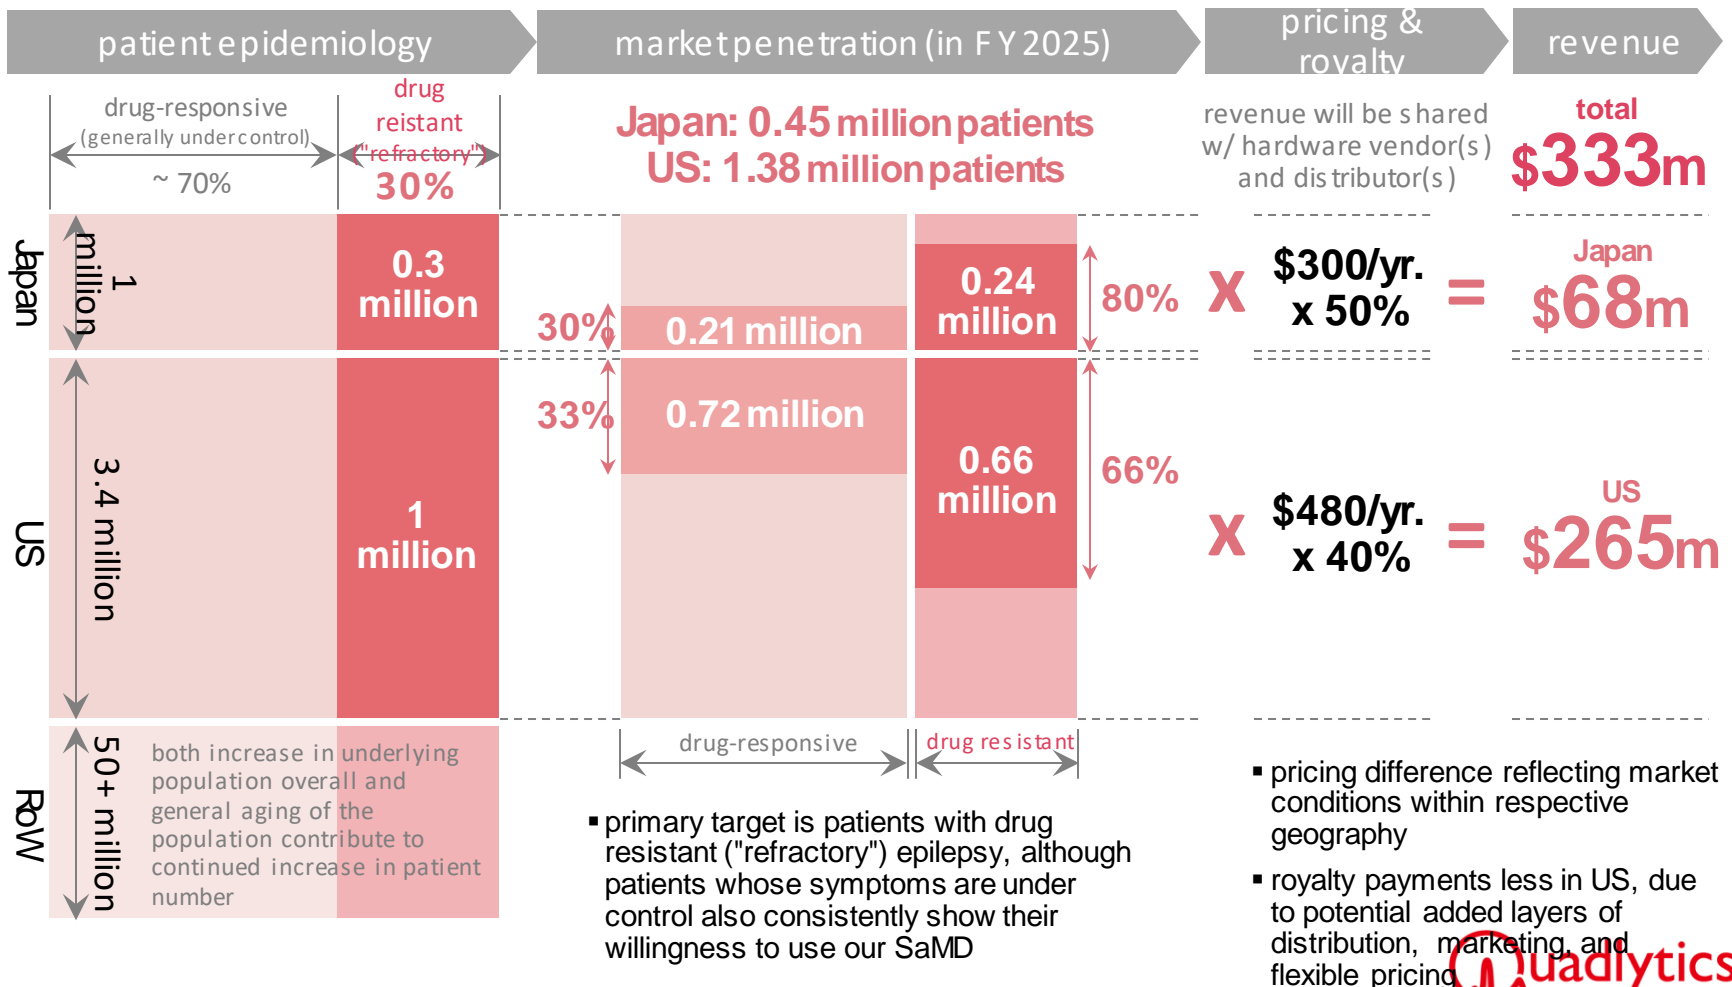 patient epidemiology
market penetration (in FY2025)
pricing &
royalty
revenue
drug-responsive
(generally under control)
~ 70%
drug
reistant
("refractory")
30%
Japan: 0.45 million patients
US: 1.38 million patients
revenue will be shared
w/ hardware vendor(s)
and distributor(s)
total
$333m
Japan
1
million
0.3
million
30%
0.21 million
0.24
million
80%
x
$300/yr.
x 50%
=
Japan
$68m
US
3.4 million
1
million
33%
0.72 million
0.66
million
66%
x
$480/yr.
x 40%
=
US
$265m
RoW
50+ million
both increase in underlying
population overall and
general aging of the
population contribute to
continued increase in patient
number
drug-responsive
drug resistant
▪ primary target is patients with drug
resistant ("refractory") epilepsy, although
patients whose symptoms are under
control also consistently show their
willingness to use our SaMD
▪ pricing difference reflecting market
conditions within respective
geography
▪ royalty payments less in US, due
to potential added layers of
distribution, marketing, and
flexible pricing
Quadlytics